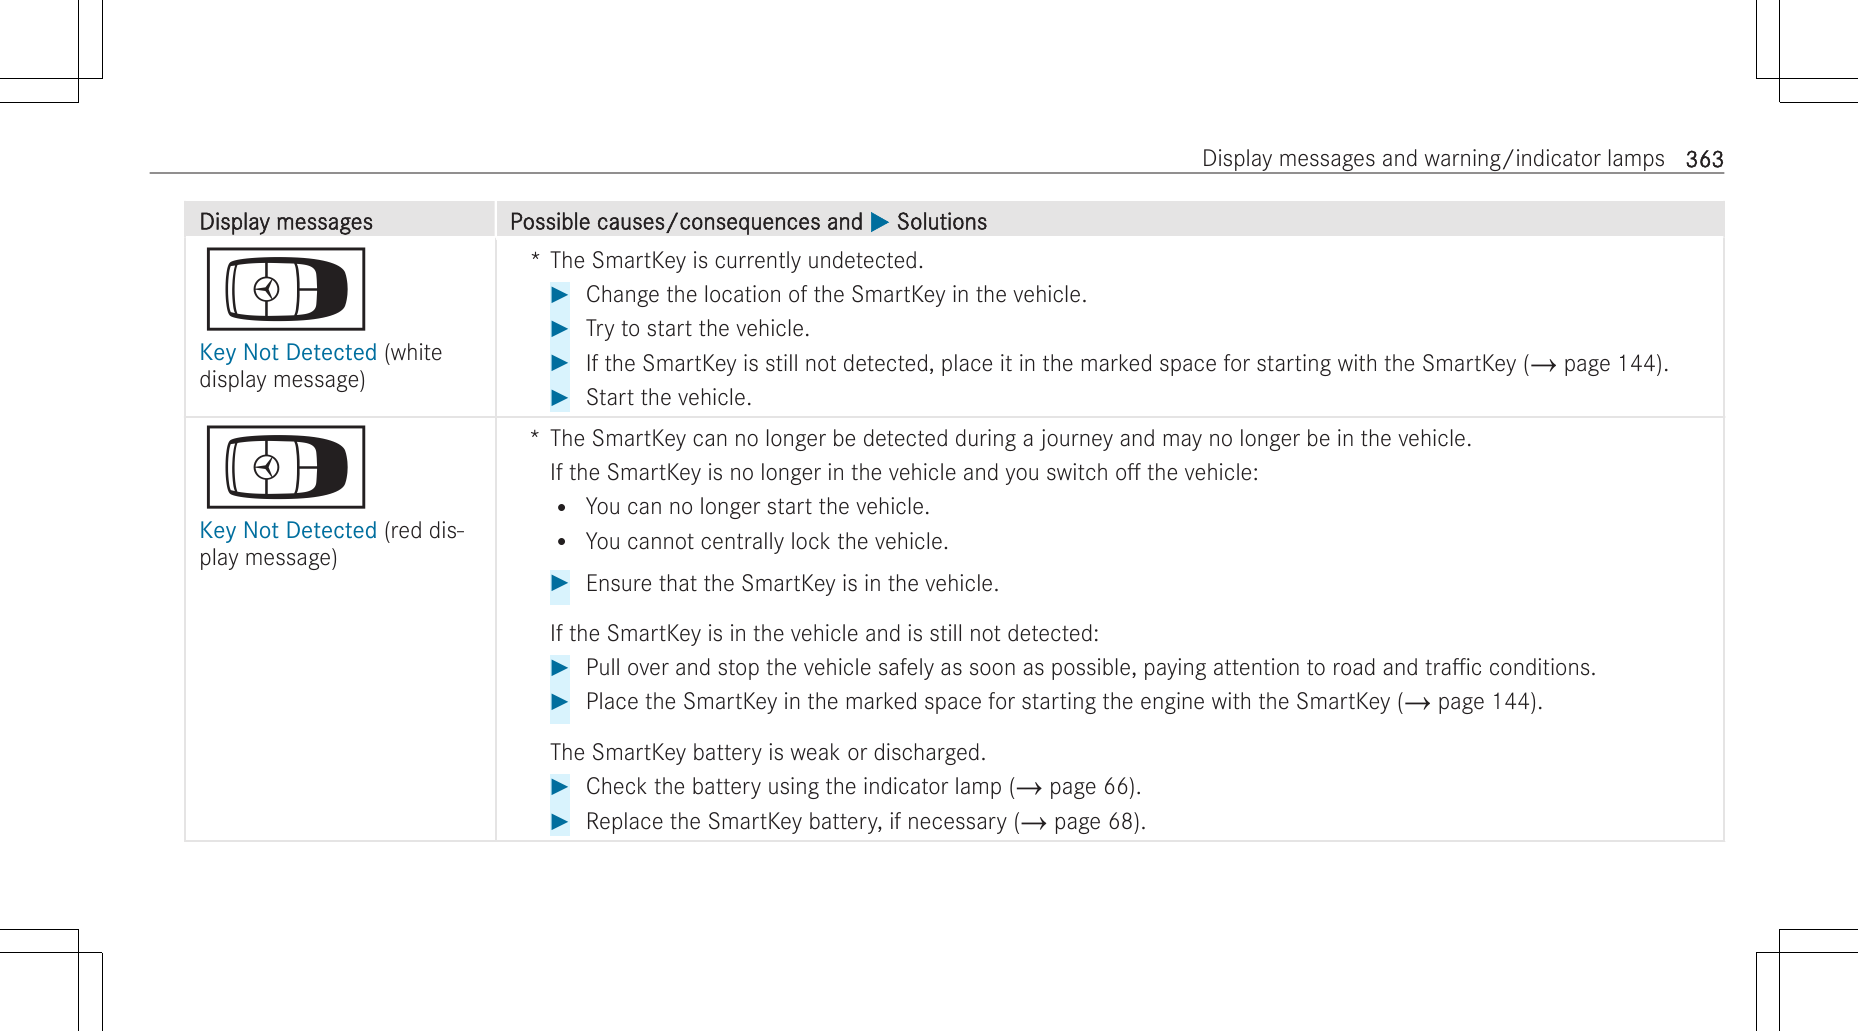 Display messages and warning/indicator lamps 363
Display messages
Possible causes/consequences and ▶ Solutions
Key Not Detected (white
display message)
* The SmartKey is currently undetected.
▶ Change the location of the SmartKey in the vehicle.
▶ Try to start the vehicle.
▶ If the SmartKey is still not detected, place it in the marked space for starting with the SmartKey (→ page 144).
▶ Start the vehicle.
Key Not Detected (red dis-
play message)
* The SmartKey can no longer be detected during a journey and may no longer be in the vehicle.
If the SmartKey is no longer in the vehicle and you switch off the vehicle:
• You can no longer start the vehicle.
• You cannot centrally lock the vehicle.
▶ Ensure that the SmartKey is in the vehicle.
If the SmartKey is in the vehicle and is still not detected:
▶ Pull over and stop the vehicle safely as soon as possible, paying attention to road and traffic conditions.
▶ Place the SmartKey in the marked space for starting the engine with the SmartKey (→ page 144).
The SmartKey battery is weak or discharged.
▶ Check the battery using the indicator lamp (→ page 66).
▶ Replace the SmartKey battery, if necessary (→ page 68).